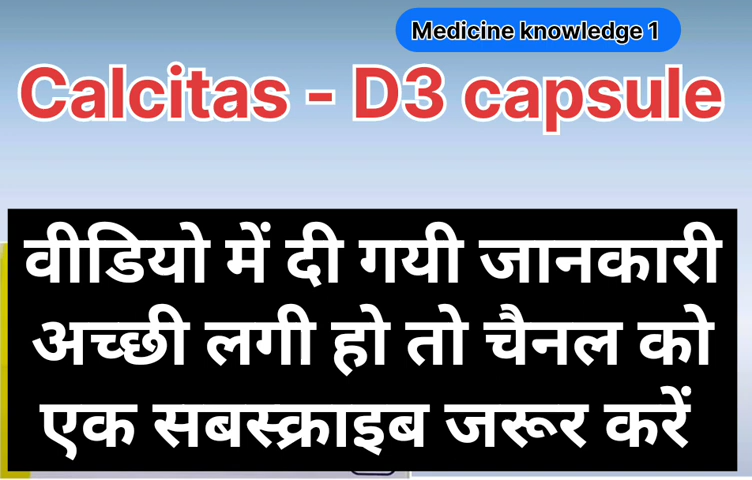 Medicine knowledge 1
Calcitas - D3 capsule
वीडियो में दी गयी जानकारी
अच्छी लगी हो तो चैनल को
एक सबस्क्राइब जरूर करें